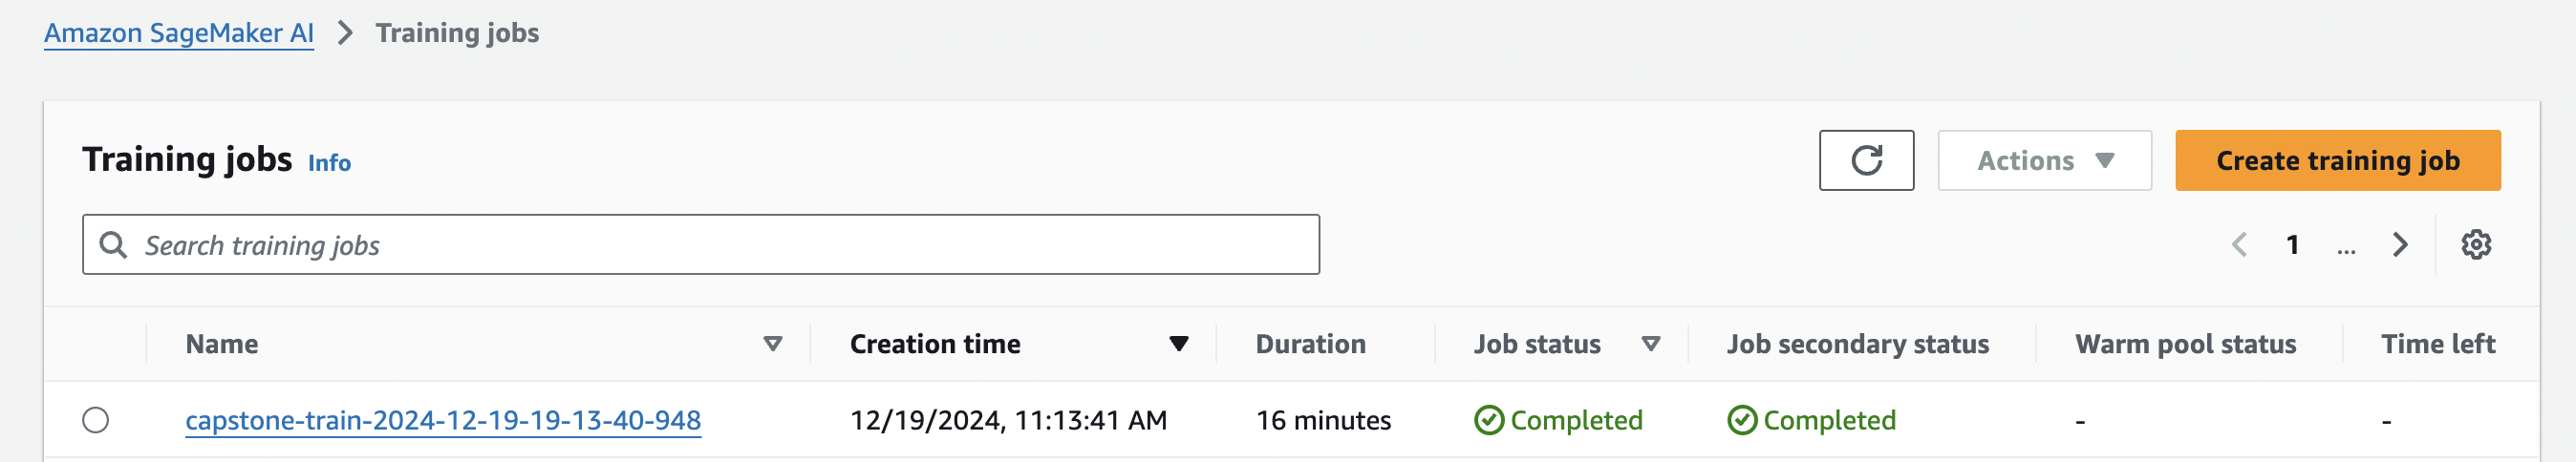 Amazon SageMaker AI > Training jobs
Training jobs Info
Actions
Create training job
Search training jobs
1 ...
Name Creation time Duration Job status Job secondary status Warm pool status Time left
capstone-train-2024-12-19-19-13-40-948 12/19/2024, 11:13:41 AM 16 minutes Completed Completed - -